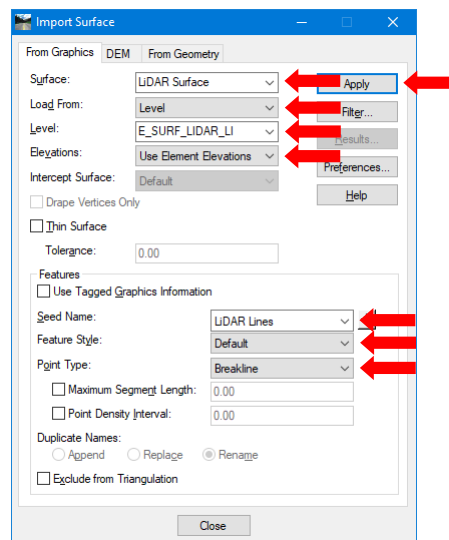 Import Surface
From Graphics DEM From Geometry
Surface: LiDAR Surface Apply
Load From: Level Filter...
Level: E_SURF_LIDAR_LI Results...
Elevations: Use Element Elevations Preferences...
Intercept Surface: Default Help
Drape Vertices Only
Thin Surface
Tolerance: 0.00
Features
Use Tagged Graphics Information
Seed Name: LiDAR Lines
Feature Style: Default
Point Type: Breakline
Maximum Segment Length: 0.00
Point Density Interval: 0.00
Duplicate Names:
Append Replace Rename
Exclude from Triangulation
Close